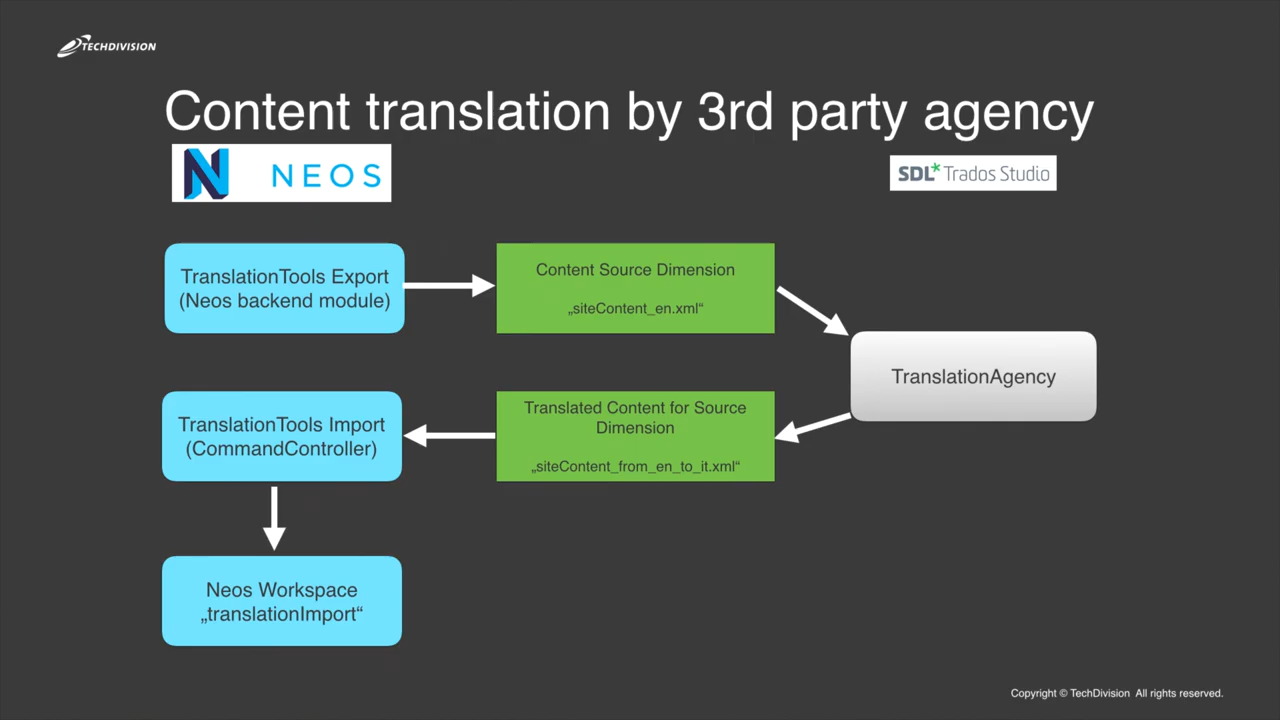 TECHDIVISION
Content translation by 3rd party agency
NEOS
SDL* Trados Studio
TranslationTools Export
(Neos backend module)
Content Source Dimension
„siteContent_en.xml“
TranslationAgency
TranslationTools Import
(CommandController)
Translated Content for Source
Dimension
„siteContent_from_en_to_it.xml“
Neos Workspace
„translationImport“
Copyright © TechDivision All rights reserved.